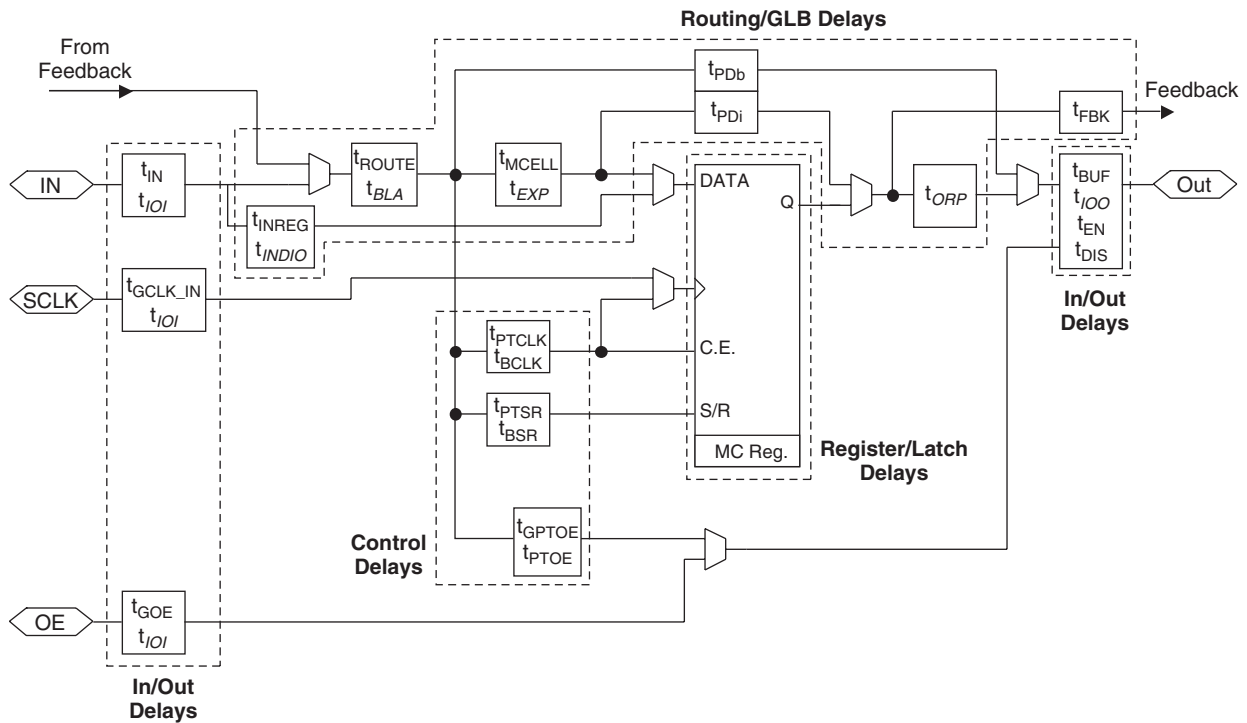 Routing/GLB Delays
From
Feedback
tPDb
tPDi
tFBK
Feedback
IN
tIN
tIOI
tROUTE
tBLA
tMCELL
tEXP
tINREG
tINDIO
DATA
Q
tORP
tBUF
tIOO
tEN
tDIS
Out
In/Out
Delays
SCLK
tGCLK_IN
tIOI
tPTCLK
tBCLK
C.E.
tPTSR
tBSR
S/R
MC Reg.
Register/Latch
Delays
Control
Delays
tGPTOE
tPTOE
OE
tGOE
tIOI
In/Out
Delays